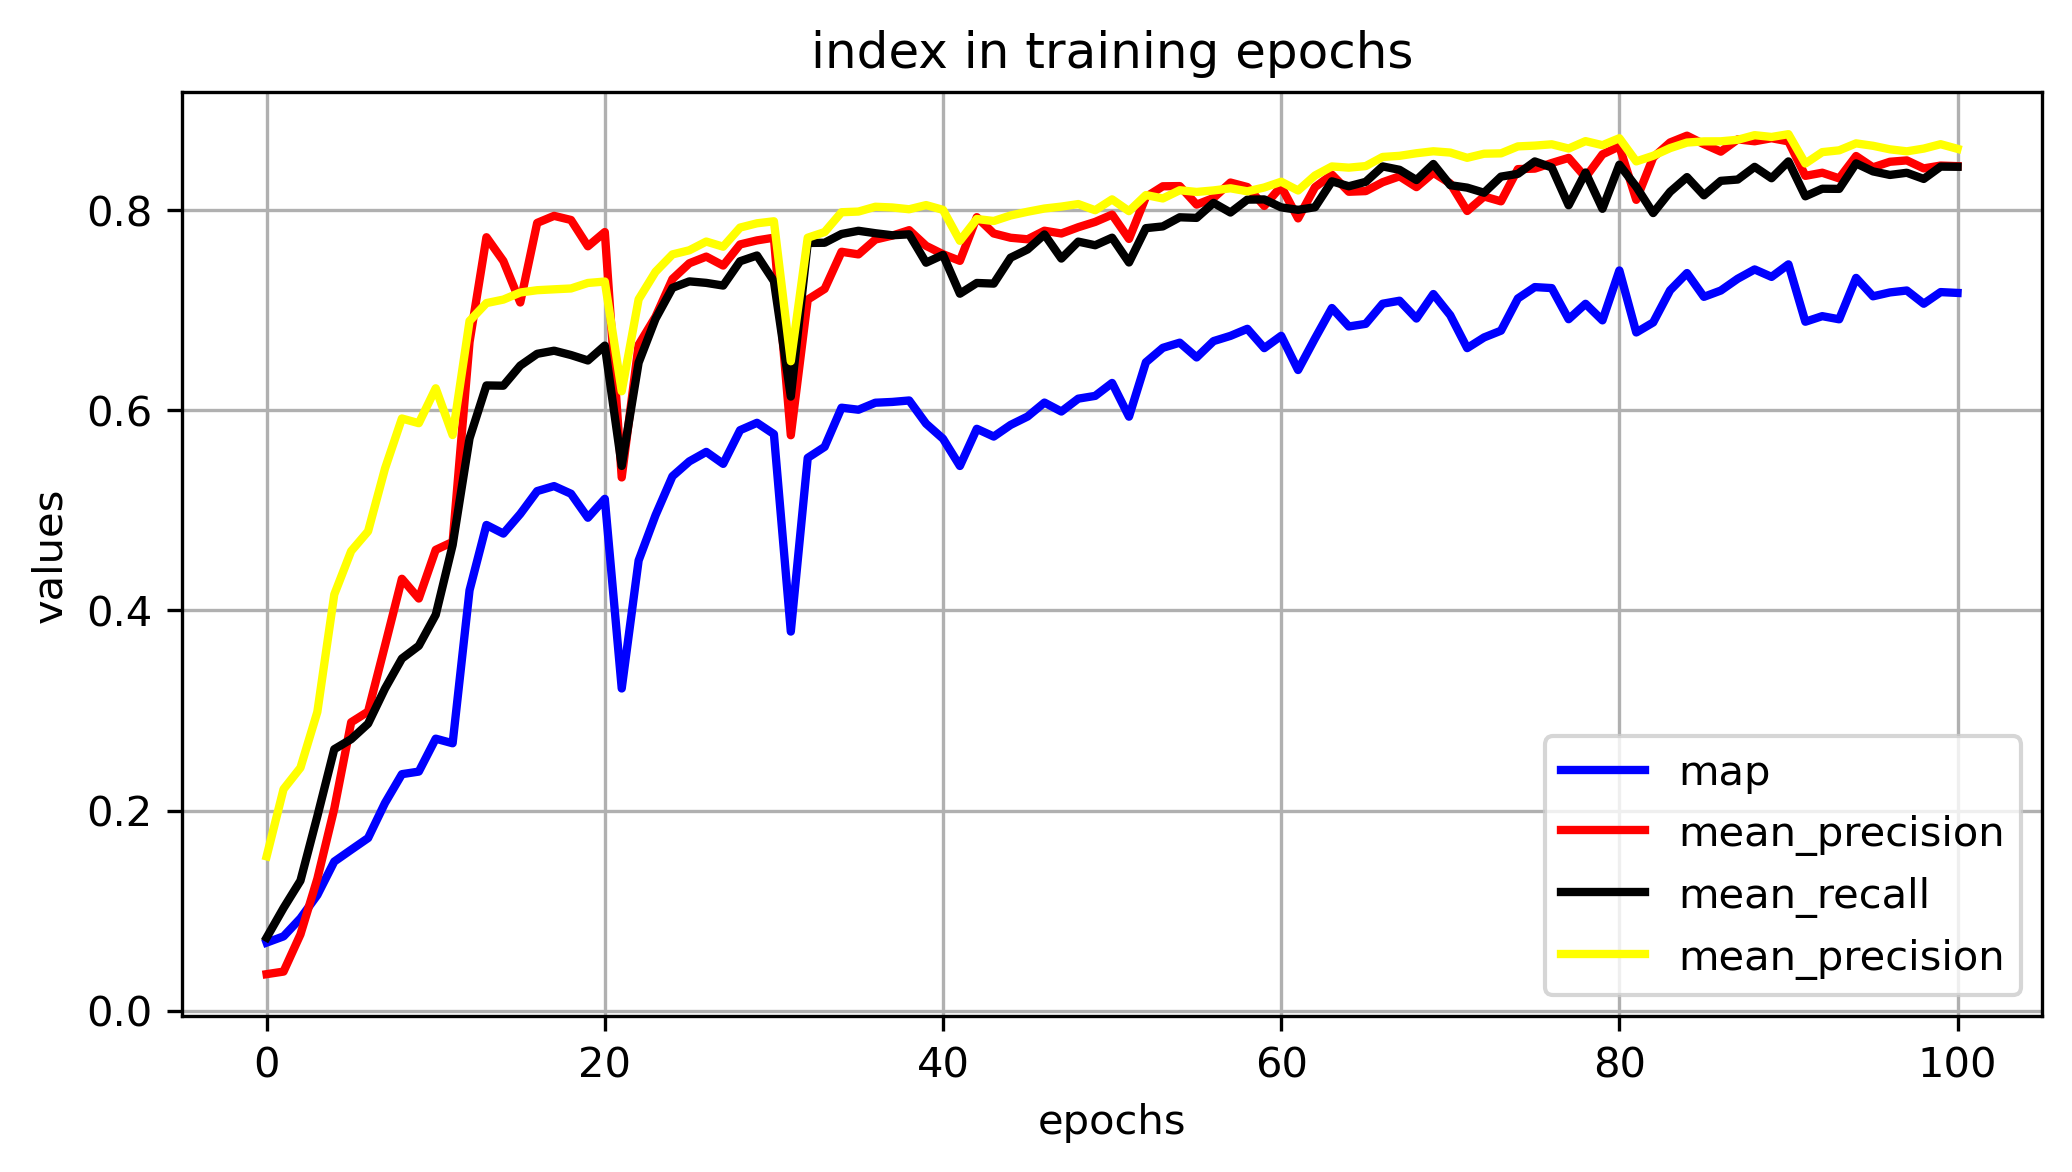 index in training epochs
values
0.8
0.6
0.4
0.2
0.0
0 20 40 60 80 100
epochs
map
mean_precision
mean_recall
mean_precision